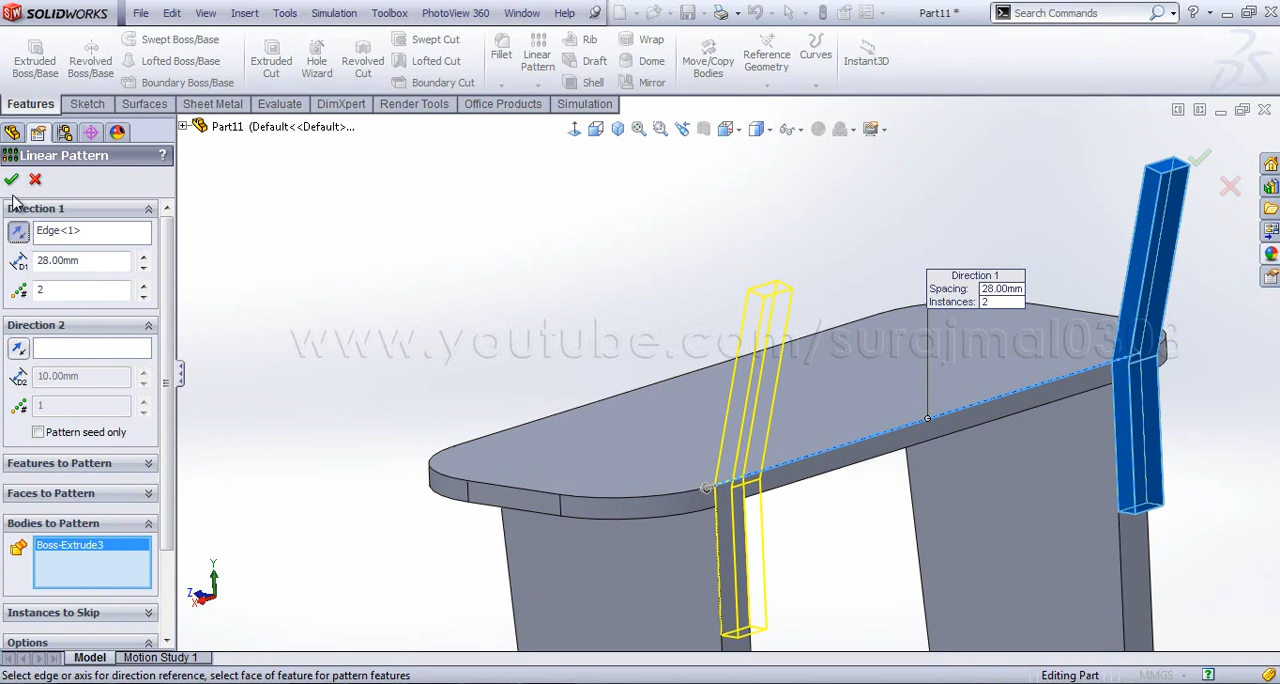 SOLIDWORKS File Edit View Insert Tools Simulation Toolbox PhotoView 360 Window Help Part11 * Search Commands
Extruded Boss/Base
Revolved Boss/Base
Swept Boss/Base
Lofted Boss/Base
Boundary Boss/Base
Extruded Cut
Hole Wizard
Revolved Cut
Swept Cut
Lofted Cut
Boundary Cut
Fillet
Linear Pattern
Rib
Draft
Shell
Wrap
Dome
Mirror
Move/Copy Bodies
Reference Geometry
Curves
Instant3D
Features Sketch Surfaces Sheet Metal Evaluate DimXpert Render Tools Office Products Simulation
Part11 (Default<<Default>...
Linear Pattern ?
Direction 1
Edge<1>
D1 28.00mm
2
Direction 2
D2 10.00mm
1
Pattern seed only
Features to Pattern
Faces to Pattern
Bodies to Pattern
Boss-Extrude3
Instances to Skip
Options
Direction 1
Spacing: 28.00mm
Instances: 2
www.youtube.com/surajmal0306
Y
Z
X
Model Motion Study 1
Select edge or axis for direction reference, select face of feature for pattern features Editing Part MMGS ?